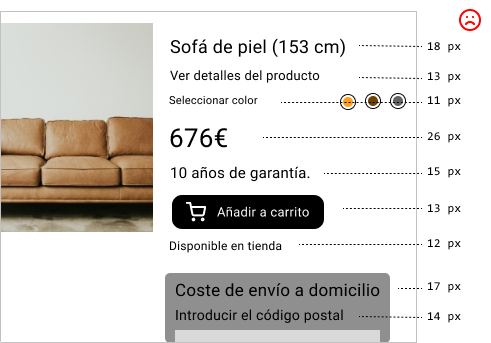 Sofá de piel (153 cm)
18 px
Ver detalles del producto
13 px
Seleccionar color
11 px
676€
26 px
10 años de garantía.
15 px
Añadir a carrito
13 px
Disponible en tienda
12 px
Coste de envío a domicilio
17 px
Introducir el código postal
14 px